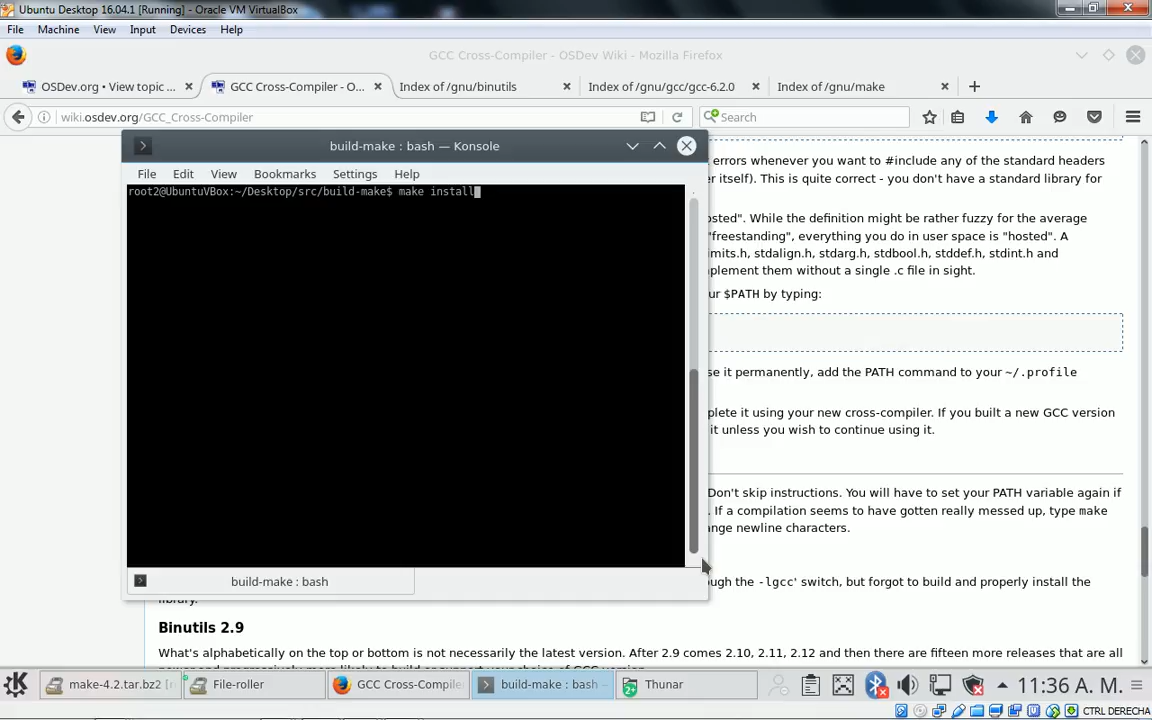 Ubuntu Desktop 16.04.1 [Running] - Oracle VM VirtualBox
File Machine View Input Devices Help
GCC Cross-Compiler - OSDev Wiki - Mozilla Firefox
OSDev.org • View topic ... GCC Cross-Compiler - O... Index of /gnu/binutils Index of /gnu/gcc/gcc-6.2.0 Index of /gnu/make
wiki.osdev.org/GCC_Cross-Compiler Search
build-make : bash — Konsole
errors whenever you want to #include any of the standard headers
File Edit View Bookmarks Settings Help
er itself). This is quite correct - you don't have a standard library for
root2@UbuntuVBox:~/Desktop/src/build-make$ make install
osted". While the definition might be rather fuzzy for the average
"freestanding", everything you do in user space is "hosted". A
imits.h, stdalign.h, stdarg.h, stdbool.h, stddef.h, stdint.h and
mplement them without a single .c file in sight.
ur $PATH by typing:
se it permanently, add the PATH command to your ~/.profile
plete it using your new cross-compiler. If you built a new GCC version
it unless you wish to continue using it.
Don't skip instructions. You will have to set your PATH variable again if
. If a compilation seems to have gotten really messed up, type make
ange newline characters.
build-make : bash
ough the -lgcc' switch, but forgot to build and properly install the
library.
Binutils 2.9
What's alphabetically on the top or bottom is not necessarily the latest version. After 2.9 comes 2.10, 2.11, 2.12 and then there are fifteen more releases that are all
make-4.2.tar.bz2 [r File-roller GCC Cross-Compile build-make : bash — Thunar 11:36 A. M.
CTRL DERECHA